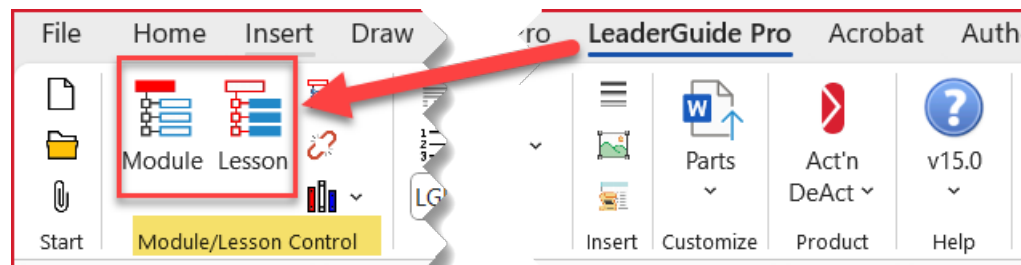 File Home Insert Draw ro LeaderGuide Pro Acrobat Auth
Module Lesson Parts Act'n DeAct v15.0
LG
Start Module/Lesson Control Insert Customize Product Help